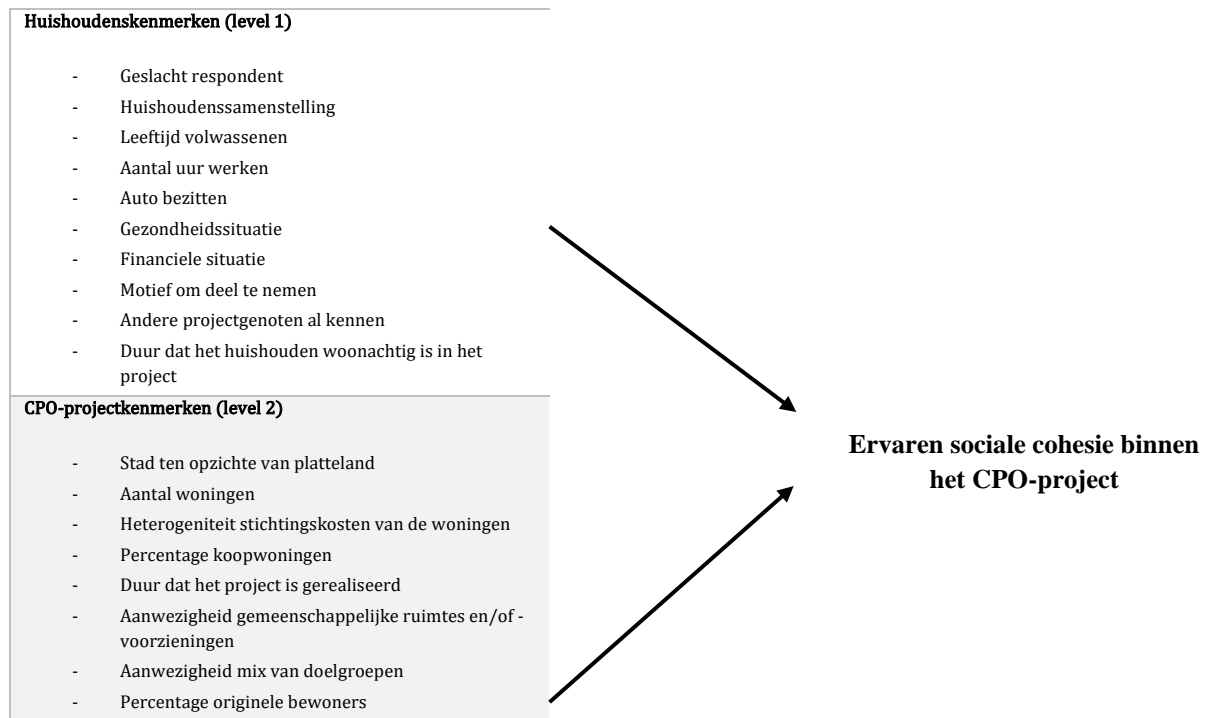 Huishoudenskenmerken (level 1)
- Geslacht respondent
- Huishoudenssamenstelling
- Leeftijd volwassenen
- Aantal uur werken
- Auto bezitten
- Gezondheidssituatie
- Financiele situatie
- Motief om deel te nemen
- Andere projectgenoten al kennen
- Duur dat het huishouden woonachtig is in het
project
CPO-projectkenmerken (level 2)
- Stad ten opzichte van platteland
- Aantal woningen
- Heterogeniteit stichtingskosten van de woningen
- Percentage koopwoningen
- Duur dat het project is gerealiseerd
- Aanwezigheid gemeenschappelijke ruimtes en/of -
voorzieningen
- Aanwezigheid mix van doelgroepen
- Percentage originele bewoners
Ervaren sociale cohesie binnen
het CPO-project